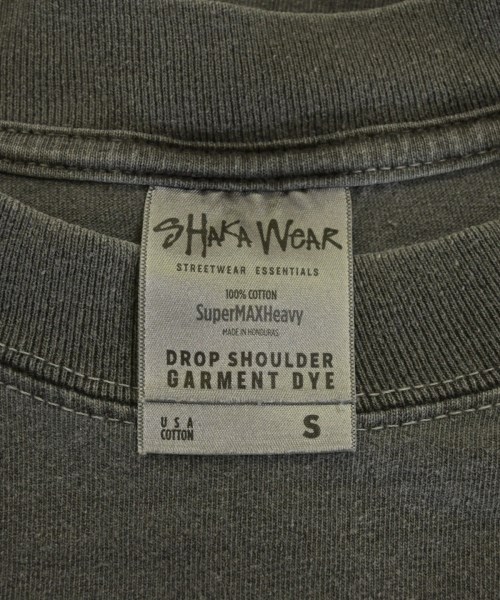 SHAKA WEAR
STREETWEAR ESSENTIALS
100% COTTON
SuperMAXHeavy
MADE IN HONDURAS
DROP SHOULDER
GARMENT DYE
USA
COTTON
S